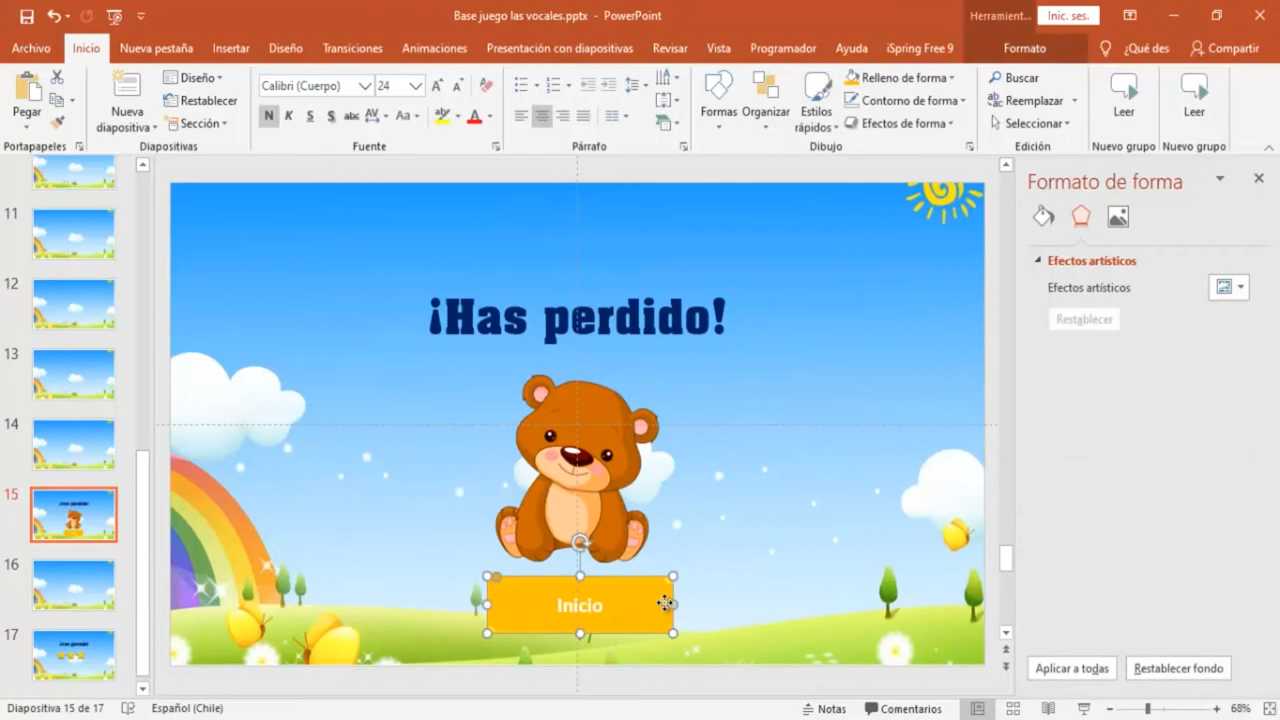 Base juego las vocales.pptx - PowerPoint
Herramient...
Inic. ses.
Archivo
Inicio
Nueva pestaña
Insertar
Diseño
Transiciones
Animaciones
Presentación con diapositivas
Revisar
Vista
Programador
Ayuda
iSpring Free 9
Formato
¿Qué des
Compartir
Pegar
Portapapeles
Nueva diapositiva
Diseño
Restablecer
Sección
Diapositivas
Calibri (Cuerpo)
24
N K S S abc AV Aa A
Fuente
Párrafo
Formas
Organizar
Estilos rápidos
Relleno de forma
Contorno de forma
Efectos de forma
Dibujo
Buscar
Reemplazar
Seleccionar
Edición
Leer
Nuevo grupo
Leer
Nuevo grupo
11
12
13
14
15
16
17
¡Has perdido!
Inicio
Formato de forma
Efectos artísticos
Efectos artísticos
Restablecer
Aplicar a todas
Restablecer fondo
Diapositiva 15 de 17
Español (Chile)
Notas
Comentarios
68%